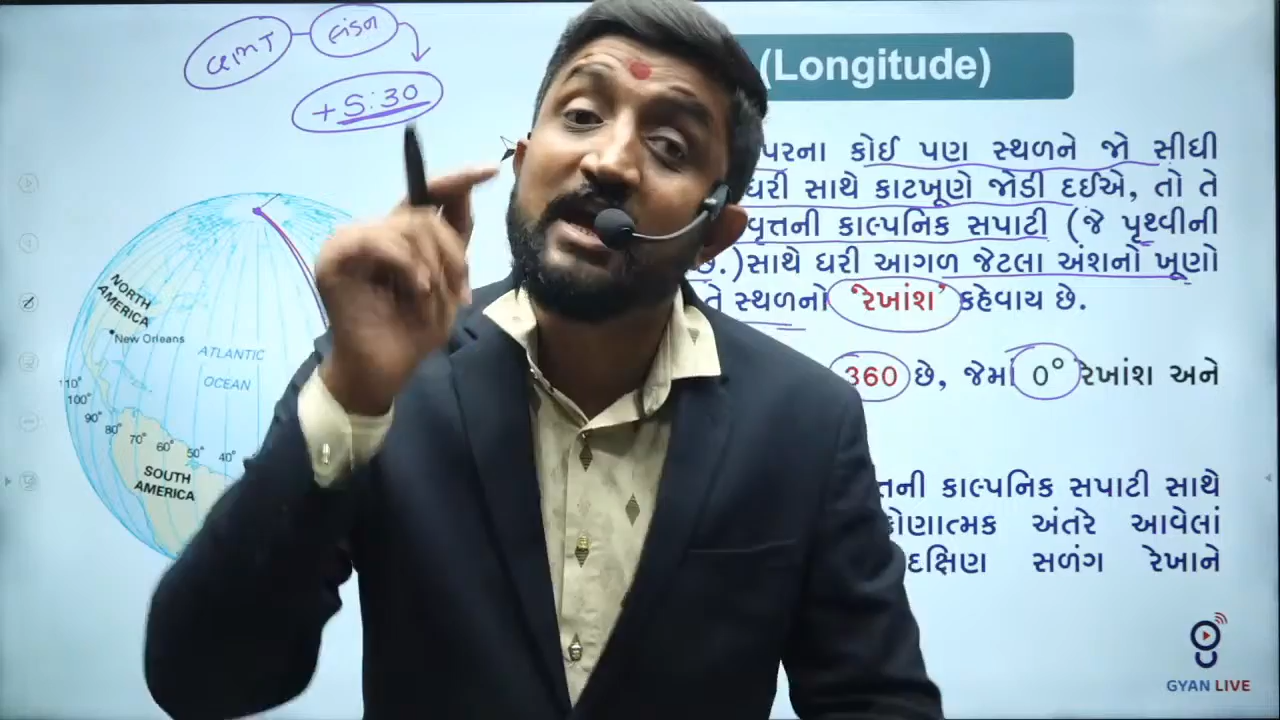 GMT લંડન
+5:30
(Longitude)
પરના કોઈ પણ સ્થળને જો સીધી
ધરી સાથે કાટખૂણે જોડી દઈએ, તો તે
વૃત્તની કાલ્પનિક સપાટી (જે પૃથ્વીની
છે.) સાથે ધરી આગળ જેટલા અંશનો ખૂણો
તે સ્થળનો ‘રેખાંશ’ કહેવાય છે.
360 છે, જેમાં 0° રેખાંશ અને
તની કાલ્પનિક સપાટી સાથે
કોણાત્મક અંતરે આવેલાં
દક્ષિણ સળંગ રેખાને
NORTH
AMERICA
New Orleans
ATLANTIC
OCEAN
110° 100° 90° 80° 70° 60° 50° 40°
SOUTH
AMERICA
GYAN LIVE